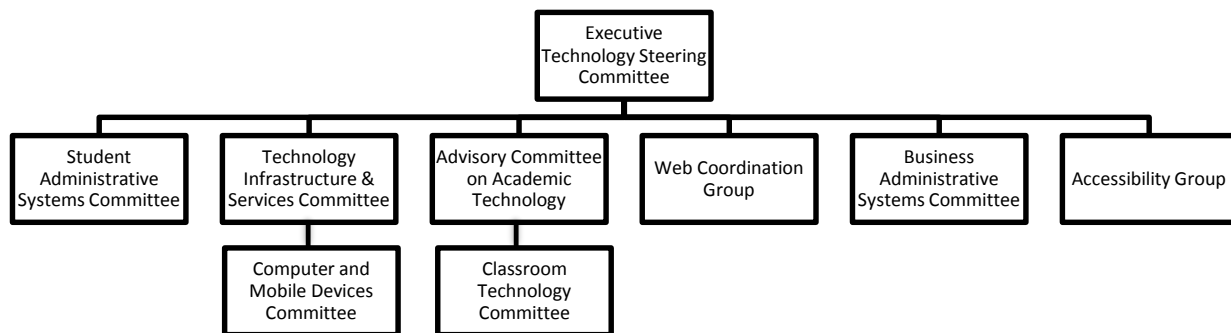 Executive
Technology Steering
Committee
Student
Administrative
Systems Committee
Technology
Infrastructure &
Services Committee
Advisory Committee
on Academic
Technology
Web Coordination
Group
Business
Administrative
Systems Committee
Accessibility Group
Computer and
Mobile Devices
Committee
Classroom
Technology
Committee